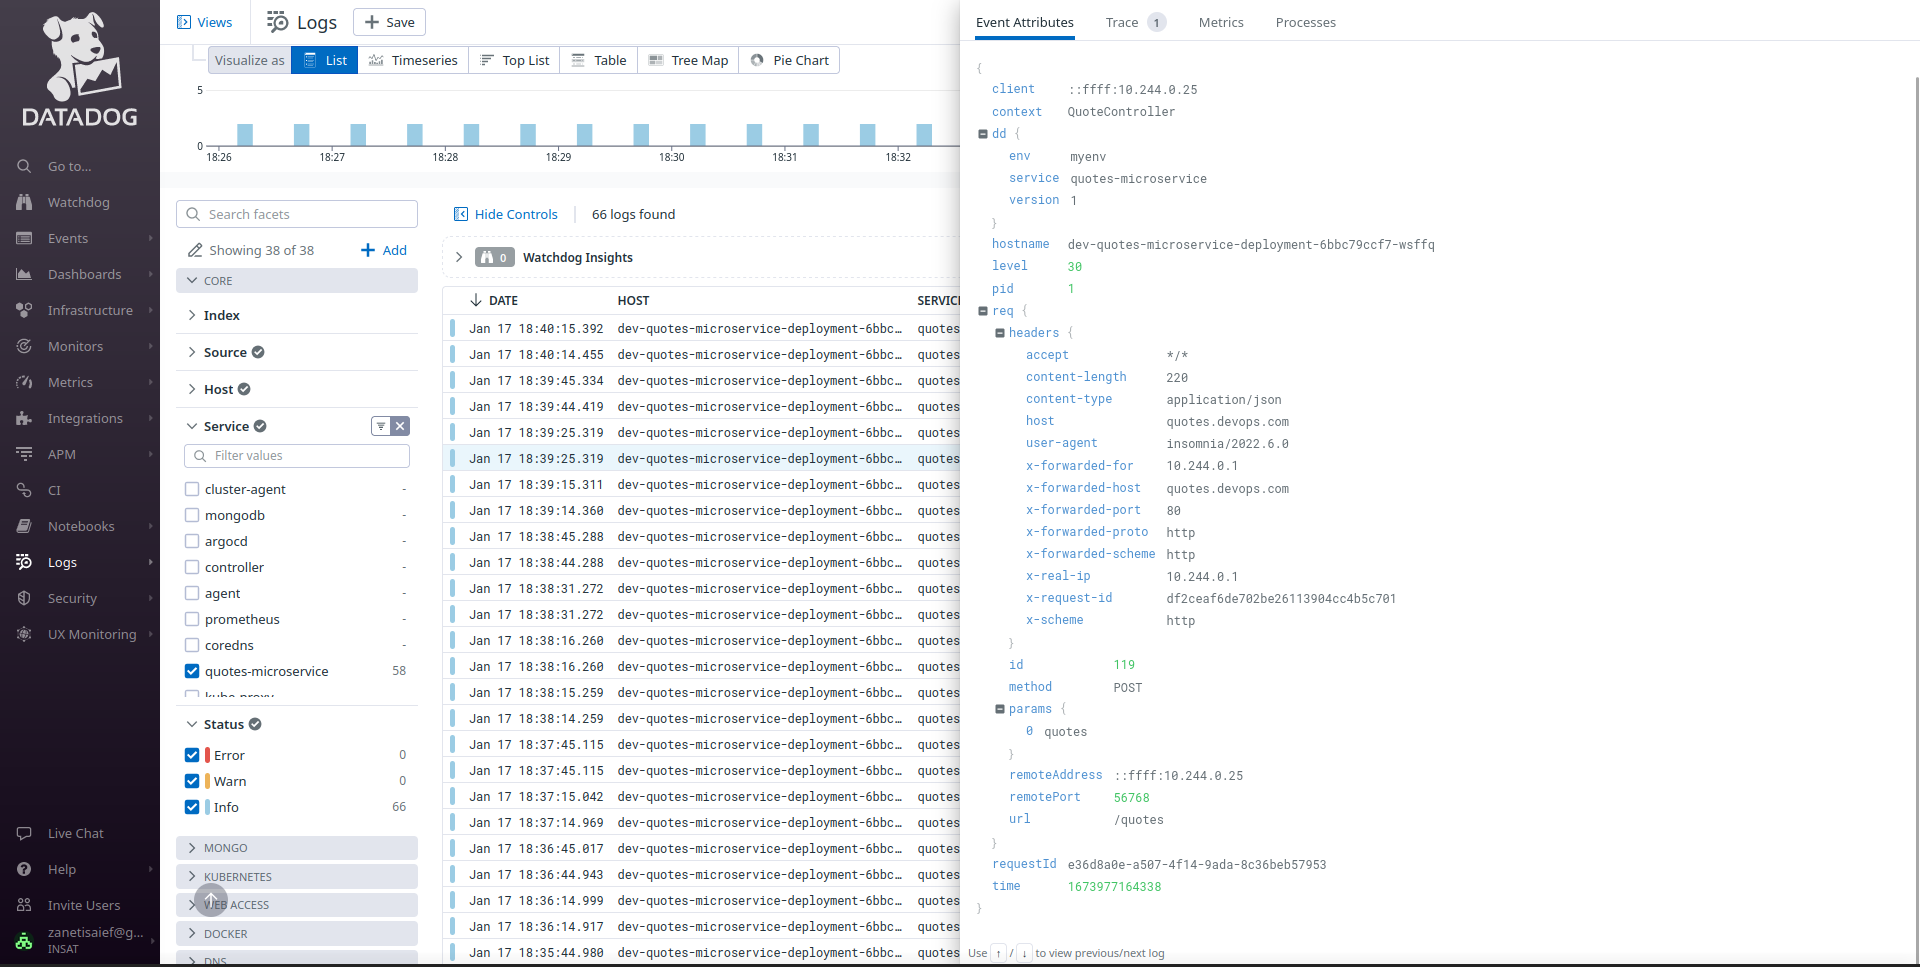 DATADOG
Go to...
Watchdog
Events
Dashboards
Infrastructure
Monitors
Metrics
Integrations
APM
CI
Notebooks
Logs
Security
UX Monitoring
Live Chat
Help
Invite Users
zanetisaief@g...
INSAT
Views
Logs
+ Save
Visualize as
List
Timeseries
Top List
Table
Tree Map
Pie Chart
5
0
18:26 18:27 18:28 18:29 18:30 18:31 18:32
Search facets
Showing 38 of 38
+ Add
CORE
Index
Source
Host
Service
Filter values
cluster-agent -
mongodb -
argocd -
controller -
agent -
prometheus -
coredns -
quotes-microservice 58
kube-proxy
Status
Error 0
Warn 0
Info 66
MONGO
KUBERNETES
WEB ACCESS
DOCKER
DNS
Hide Controls
66 logs found
0 Watchdog Insights
DATE HOST SERVIC
Jan 17 18:40:15.392 dev-quotes-microservice-deployment-6bbc… quotes
Jan 17 18:40:14.455 dev-quotes-microservice-deployment-6bbc… quotes
Jan 17 18:39:45.334 dev-quotes-microservice-deployment-6bbc… quotes
Jan 17 18:39:44.419 dev-quotes-microservice-deployment-6bbc… quotes
Jan 17 18:39:25.319 dev-quotes-microservice-deployment-6bbc… quotes
Jan 17 18:39:25.319 dev-quotes-microservice-deployment-6bbc… quotes
Jan 17 18:39:15.311 dev-quotes-microservice-deployment-6bbc… quotes
Jan 17 18:39:14.360 dev-quotes-microservice-deployment-6bbc… quotes
Jan 17 18:38:45.288 dev-quotes-microservice-deployment-6bbc… quotes
Jan 17 18:38:44.288 dev-quotes-microservice-deployment-6bbc… quotes
Jan 17 18:38:31.272 dev-quotes-microservice-deployment-6bbc… quotes
Jan 17 18:38:31.272 dev-quotes-microservice-deployment-6bbc… quotes
Jan 17 18:38:16.260 dev-quotes-microservice-deployment-6bbc… quotes
Jan 17 18:38:16.260 dev-quotes-microservice-deployment-6bbc… quotes
Jan 17 18:38:15.259 dev-quotes-microservice-deployment-6bbc… quotes
Jan 17 18:38:14.259 dev-quotes-microservice-deployment-6bbc… quotes
Jan 17 18:37:45.115 dev-quotes-microservice-deployment-6bbc… quotes
Jan 17 18:37:45.115 dev-quotes-microservice-deployment-6bbc… quotes
Jan 17 18:37:15.042 dev-quotes-microservice-deployment-6bbc… quotes
Jan 17 18:37:14.969 dev-quotes-microservice-deployment-6bbc… quotes
Jan 17 18:36:45.017 dev-quotes-microservice-deployment-6bbc… quotes
Jan 17 18:36:44.943 dev-quotes-microservice-deployment-6bbc… quotes
Jan 17 18:36:14.999 dev-quotes-microservice-deployment-6bbc… quotes
Jan 17 18:36:14.917 dev-quotes-microservice-deployment-6bbc… quotes
Jan 17 18:35:44.980 dev-quotes-microservice-deployment-6bbc… quotes
Event Attributes Trace 1 Metrics Processes
{
client ::ffff:10.244.0.25
context QuoteController
dd {
env myenv
service quotes-microservice
version 1
}
hostname dev-quotes-microservice-deployment-6bbc79ccf7-wsffq
level 30
pid 1
req {
headers {
accept */*
content-length 220
content-type application/json
host quotes.devops.com
user-agent insomnia/2022.6.0
x-forwarded-for 10.244.0.1
x-forwarded-host quotes.devops.com
x-forwarded-port 80
x-forwarded-proto http
x-forwarded-scheme http
x-real-ip 10.244.0.1
x-request-id df2ceaf6de702be26113904cc4b5c701
x-scheme http
}
id 119
method POST
params {
0 quotes
}
remoteAddress ::ffff:10.244.0.25
remotePort 56768
url /quotes
}
requestId e36d8a0e-a507-4f14-9ada-8c36beb57953
time 1673977164338
}
Use ↑ / ↓ to view previous/next log